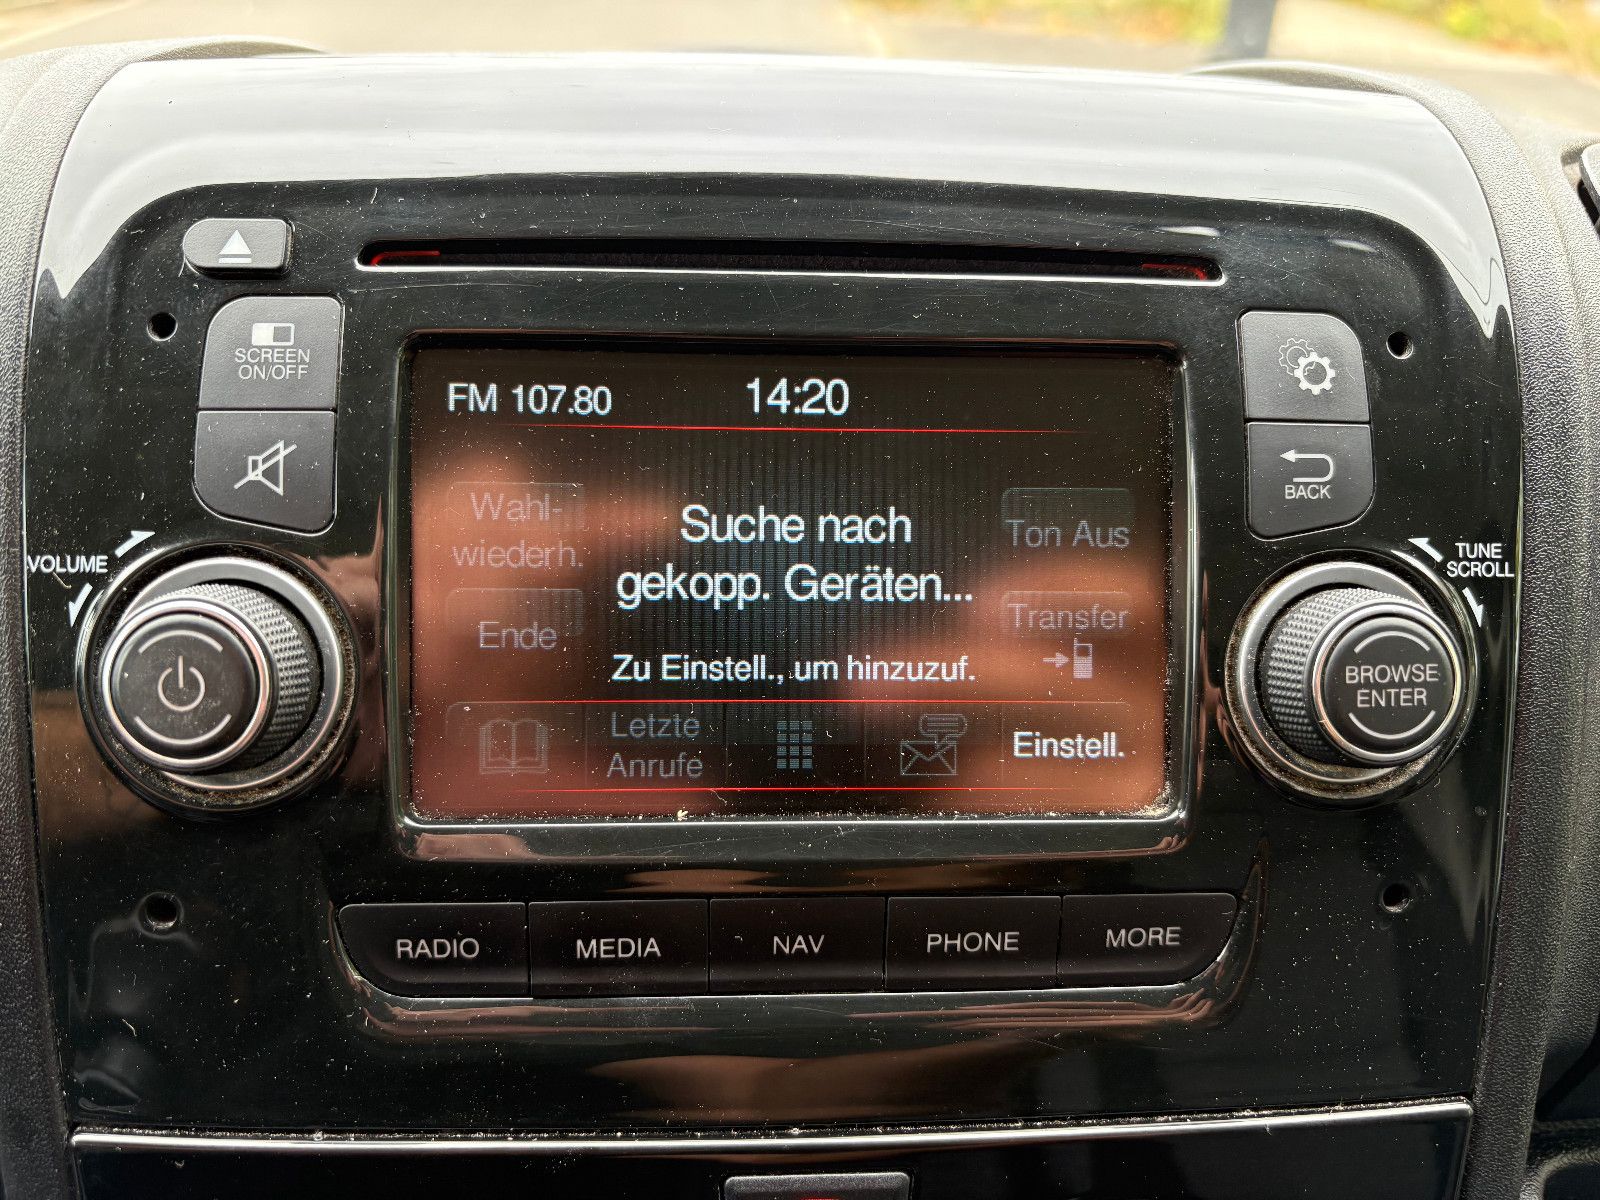 SCREEN
ON/OFF
VOLUME
FM 107.80
14:20
Wahl-
wiederh.
Ende
Suche nach
gekopp. Geräten...
Zu Einstell., um hinzuzuf.
Ton Aus
Transfer
Letzte
Anrufe
Einstell.
BACK
TUNE
SCROLL
BROWSE
ENTER
RADIO
MEDIA
NAV
PHONE
MORE